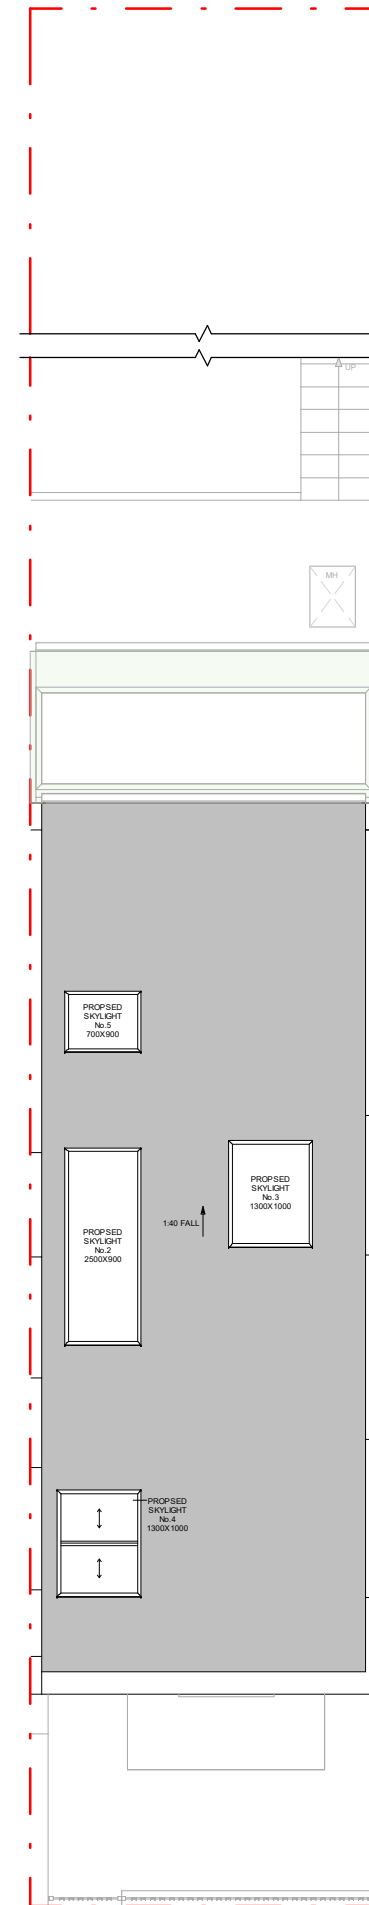 UP
MH
PROPSED
SKYLIGHT
No.5
700X900
PROPSED
SKYLIGHT
No.3
1300X1000
1:40 FALL
PROPSED
SKYLIGHT
No.2
2500X900
PROPSED
SKYLIGHT
No.4
1300X1000